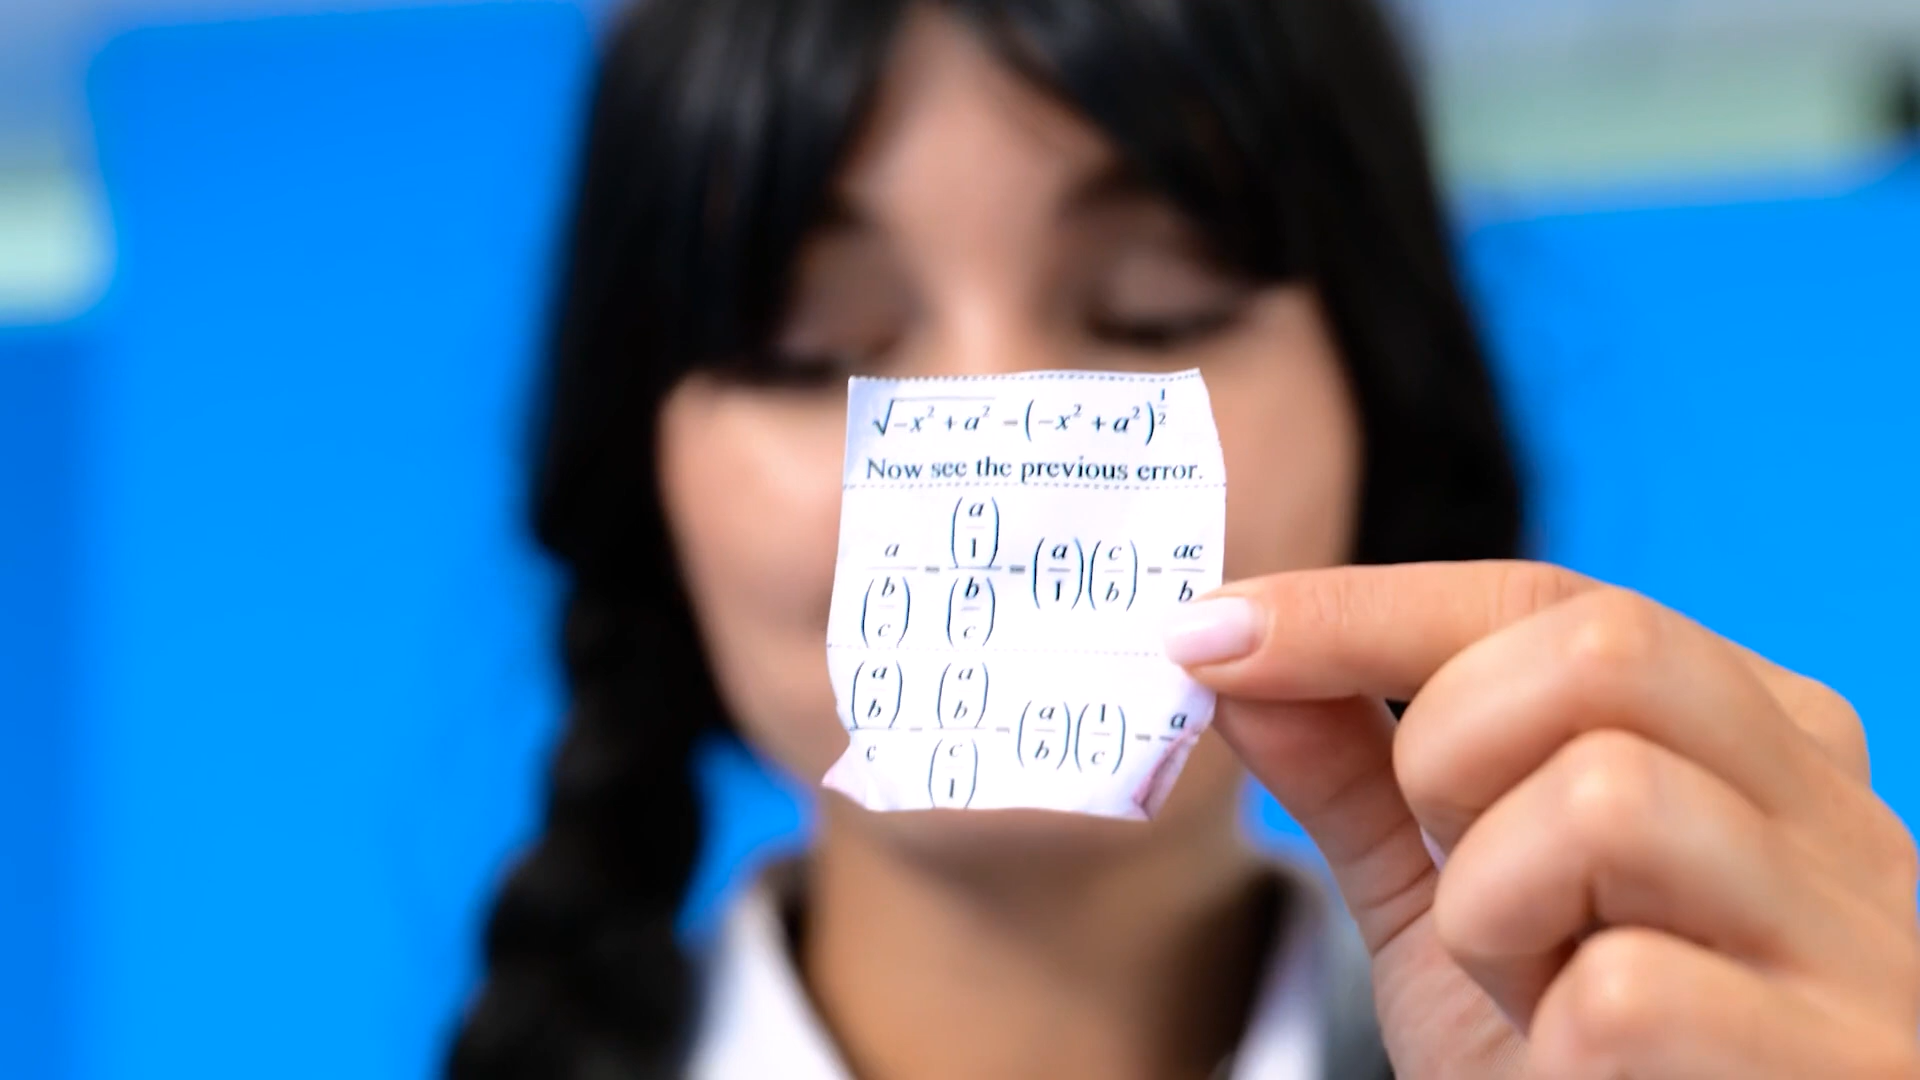 √-x² + a² = (-x² + a²)^½
Now see the previous error.
a/(b/c) = (a/1)/(b/c) = (a/1)(c/b) = ac/b
(a/b)/c = (a/b)/(c/1) = (a/b)(1/c) = a